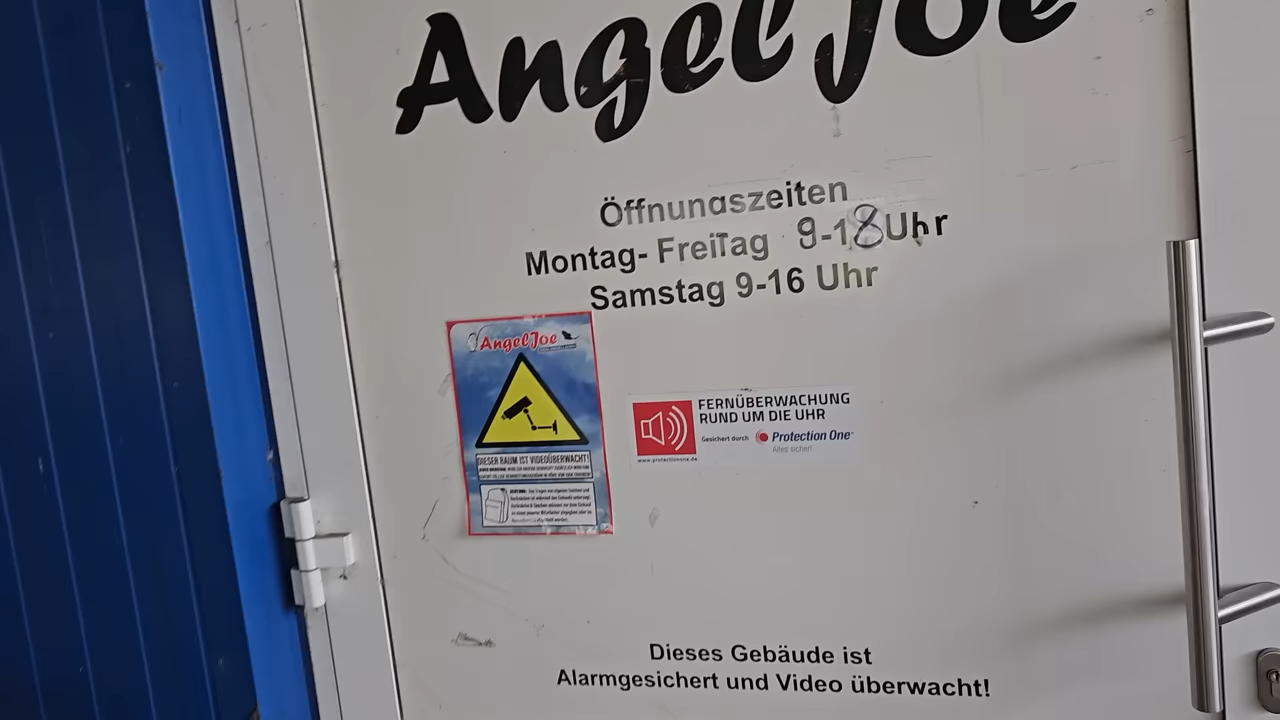 Angel Joe
Öffnungszeiten
Montag- Freitag 9-18 Uhr
Samstag 9-16 Uhr
Angel Joe
DIESER RAUM IST VIDEOÜBERWACHT!
FERNÜBERWACHUNG
RUND UM DIE UHR
Gesichert durch Protection One
Alles sicher!
www.protectionone.de
Dieses Gebäude ist
Alarmgesichert und Video überwacht!